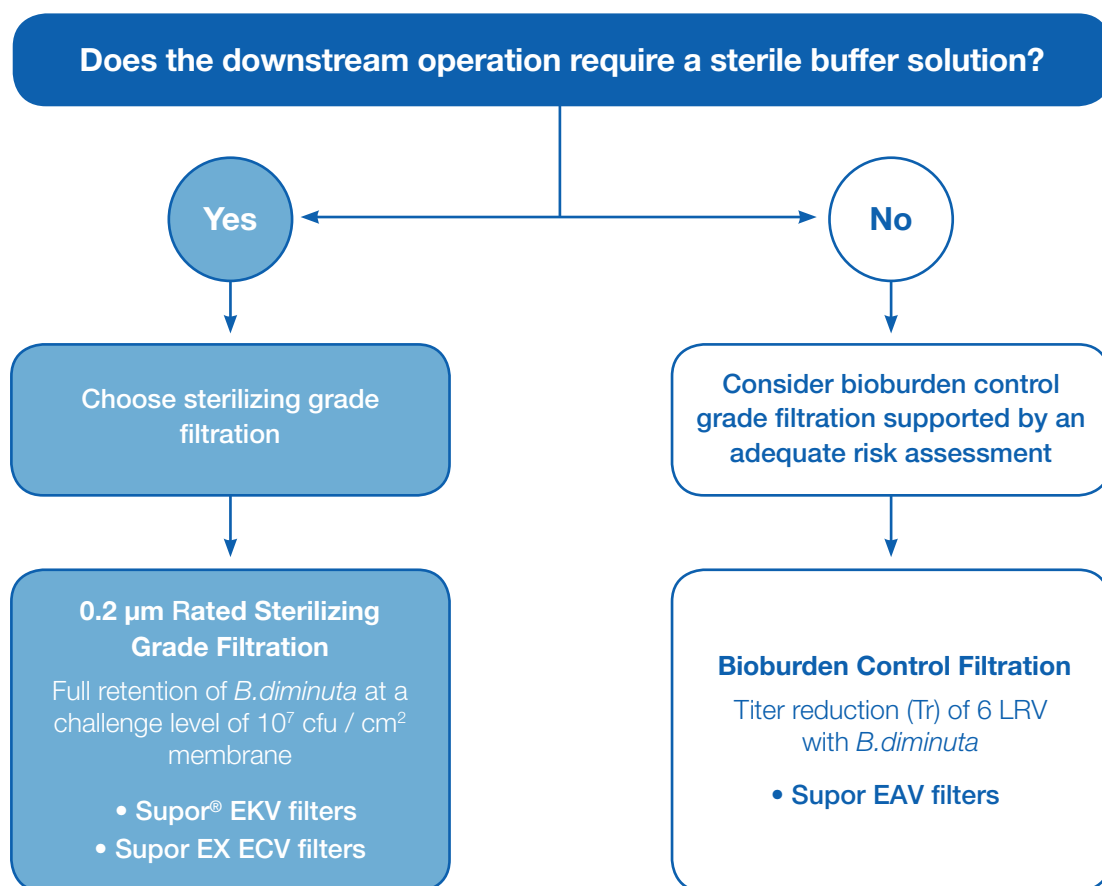 Does the downstream operation require a sterile buffer solution?
Yes
No
Choose sterilizing grade
filtration
Consider bioburden control
grade filtration supported by an
adequate risk assessment
0.2 µm Rated Sterilizing
Grade Filtration
Full retention of B.diminuta at a
challenge level of 10⁷ cfu / cm²
membrane
• Supor® EKV filters
• Supor EX ECV filters
Bioburden Control Filtration
Titer reduction (Tr) of 6 LRV
with B.diminuta
• Supor EAV filters